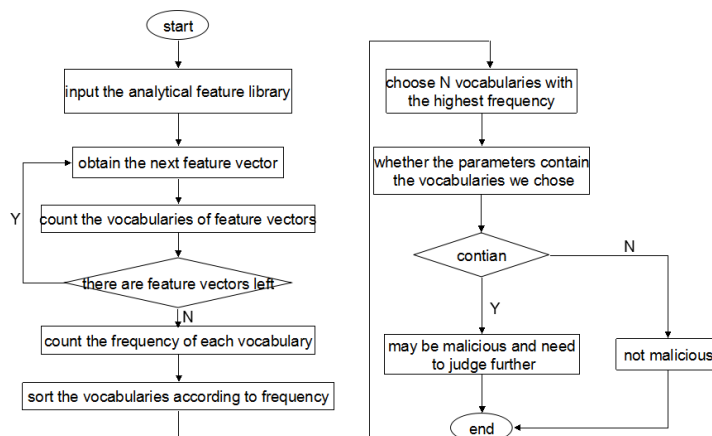 start
input the analytical feature library
obtain the next feature vector
Y
count the vocabularies of feature vectors
there are feature vectors left
N
count the frequency of each vocabulary
sort the vocabularies according to frequency
choose N vocabularies with
the highest frequency
whether the parameters contain
the vocabularies we chose
contian
N
Y
may be malicious and need
to judge further
not malicious
end